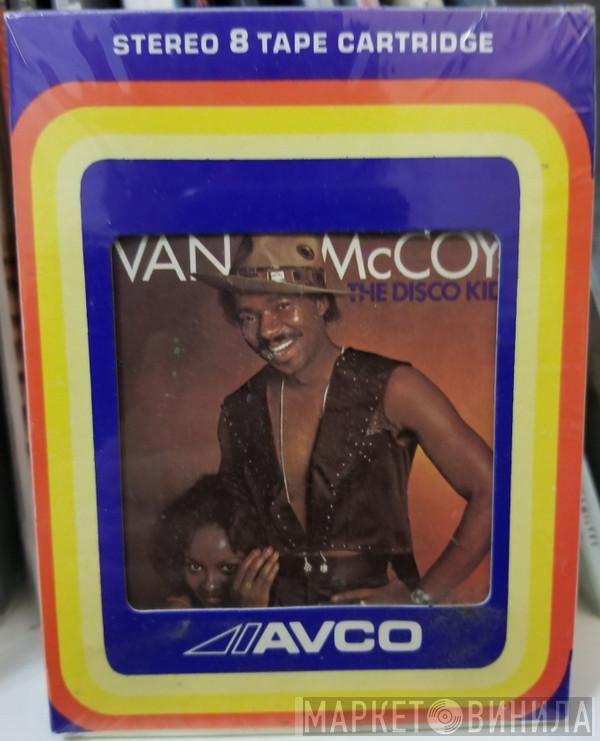 STEREO 8 TAPE CARTRIDGE
VAN McCOY
THE DISCO KID
AVCO
МАРКЕТ ВИНИЛА